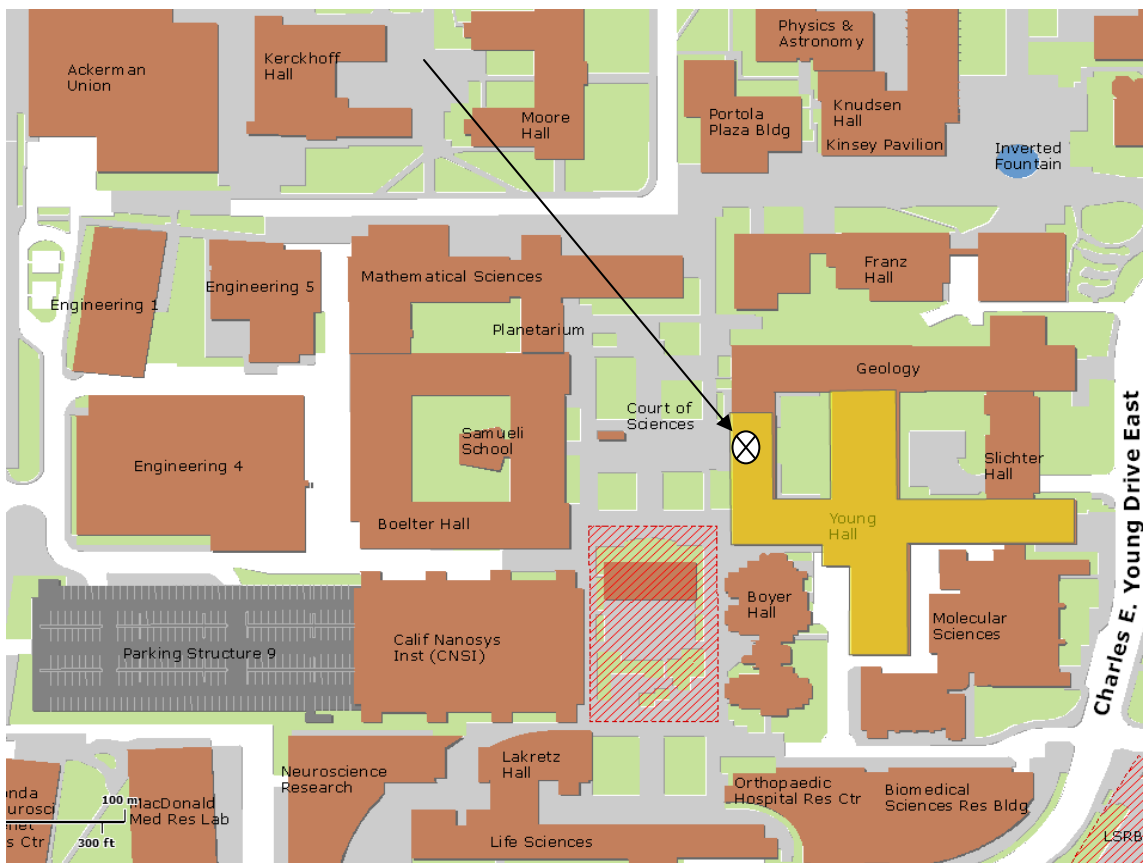 Physics &
Astronomy
Kerckhoff
Hall
Ackerman
Union
Knudsen
Hall
Portola
Plaza Bldg
Moore
Hall
Kinsey Pavilion
Inverted
Fountain
Franz
Hall
Mathematical Sciences
Engineering 5
Engineering 1
Planetarium
Geology
Court of
Sciences
Samueli
School
Slichter
Hall
Engineering 4
Boelter Hall
Young
Hall
Charles E. Young Drive East
Boyer
Hall
Molecular
Sciences
Calif Nanosys
Inst (CNSI)
Parking Structure 9
Lakretz
Hall
Neuroscience
Research
Orthopaedic
Hospital Res Ctr
Biomedical
Sciences Res Bldg
onda
eurosci
enet
s Ctr
100 m
300 ft
MacDonald
Med Res Lab
Life Sciences
LSRB